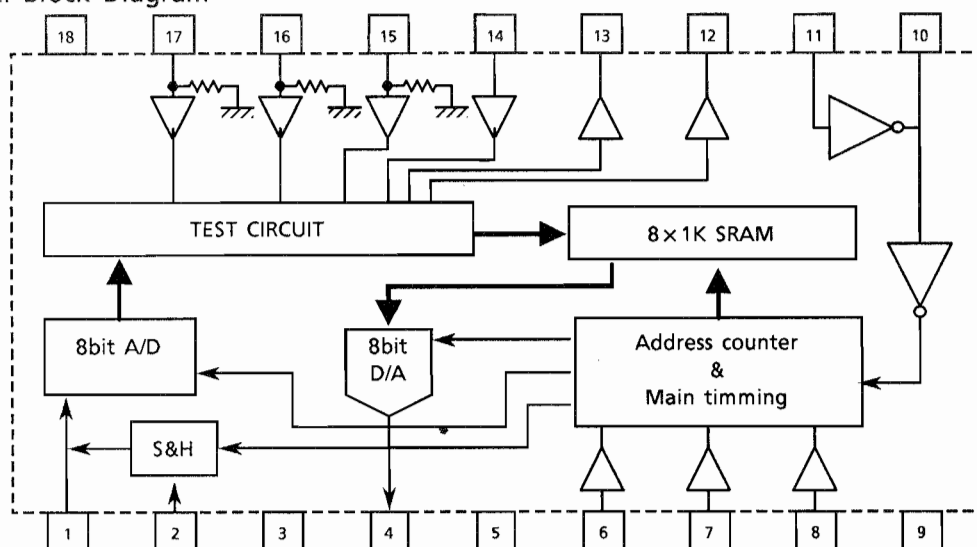 Block Diagram
18 17 16 15 14 13 12 11 10
TEST CIRCUIT
8×1K SRAM
8bit A/D
8bit
D/A
Address counter
&
Main timming
S&H
1 2 3 4 5 6 7 8 9